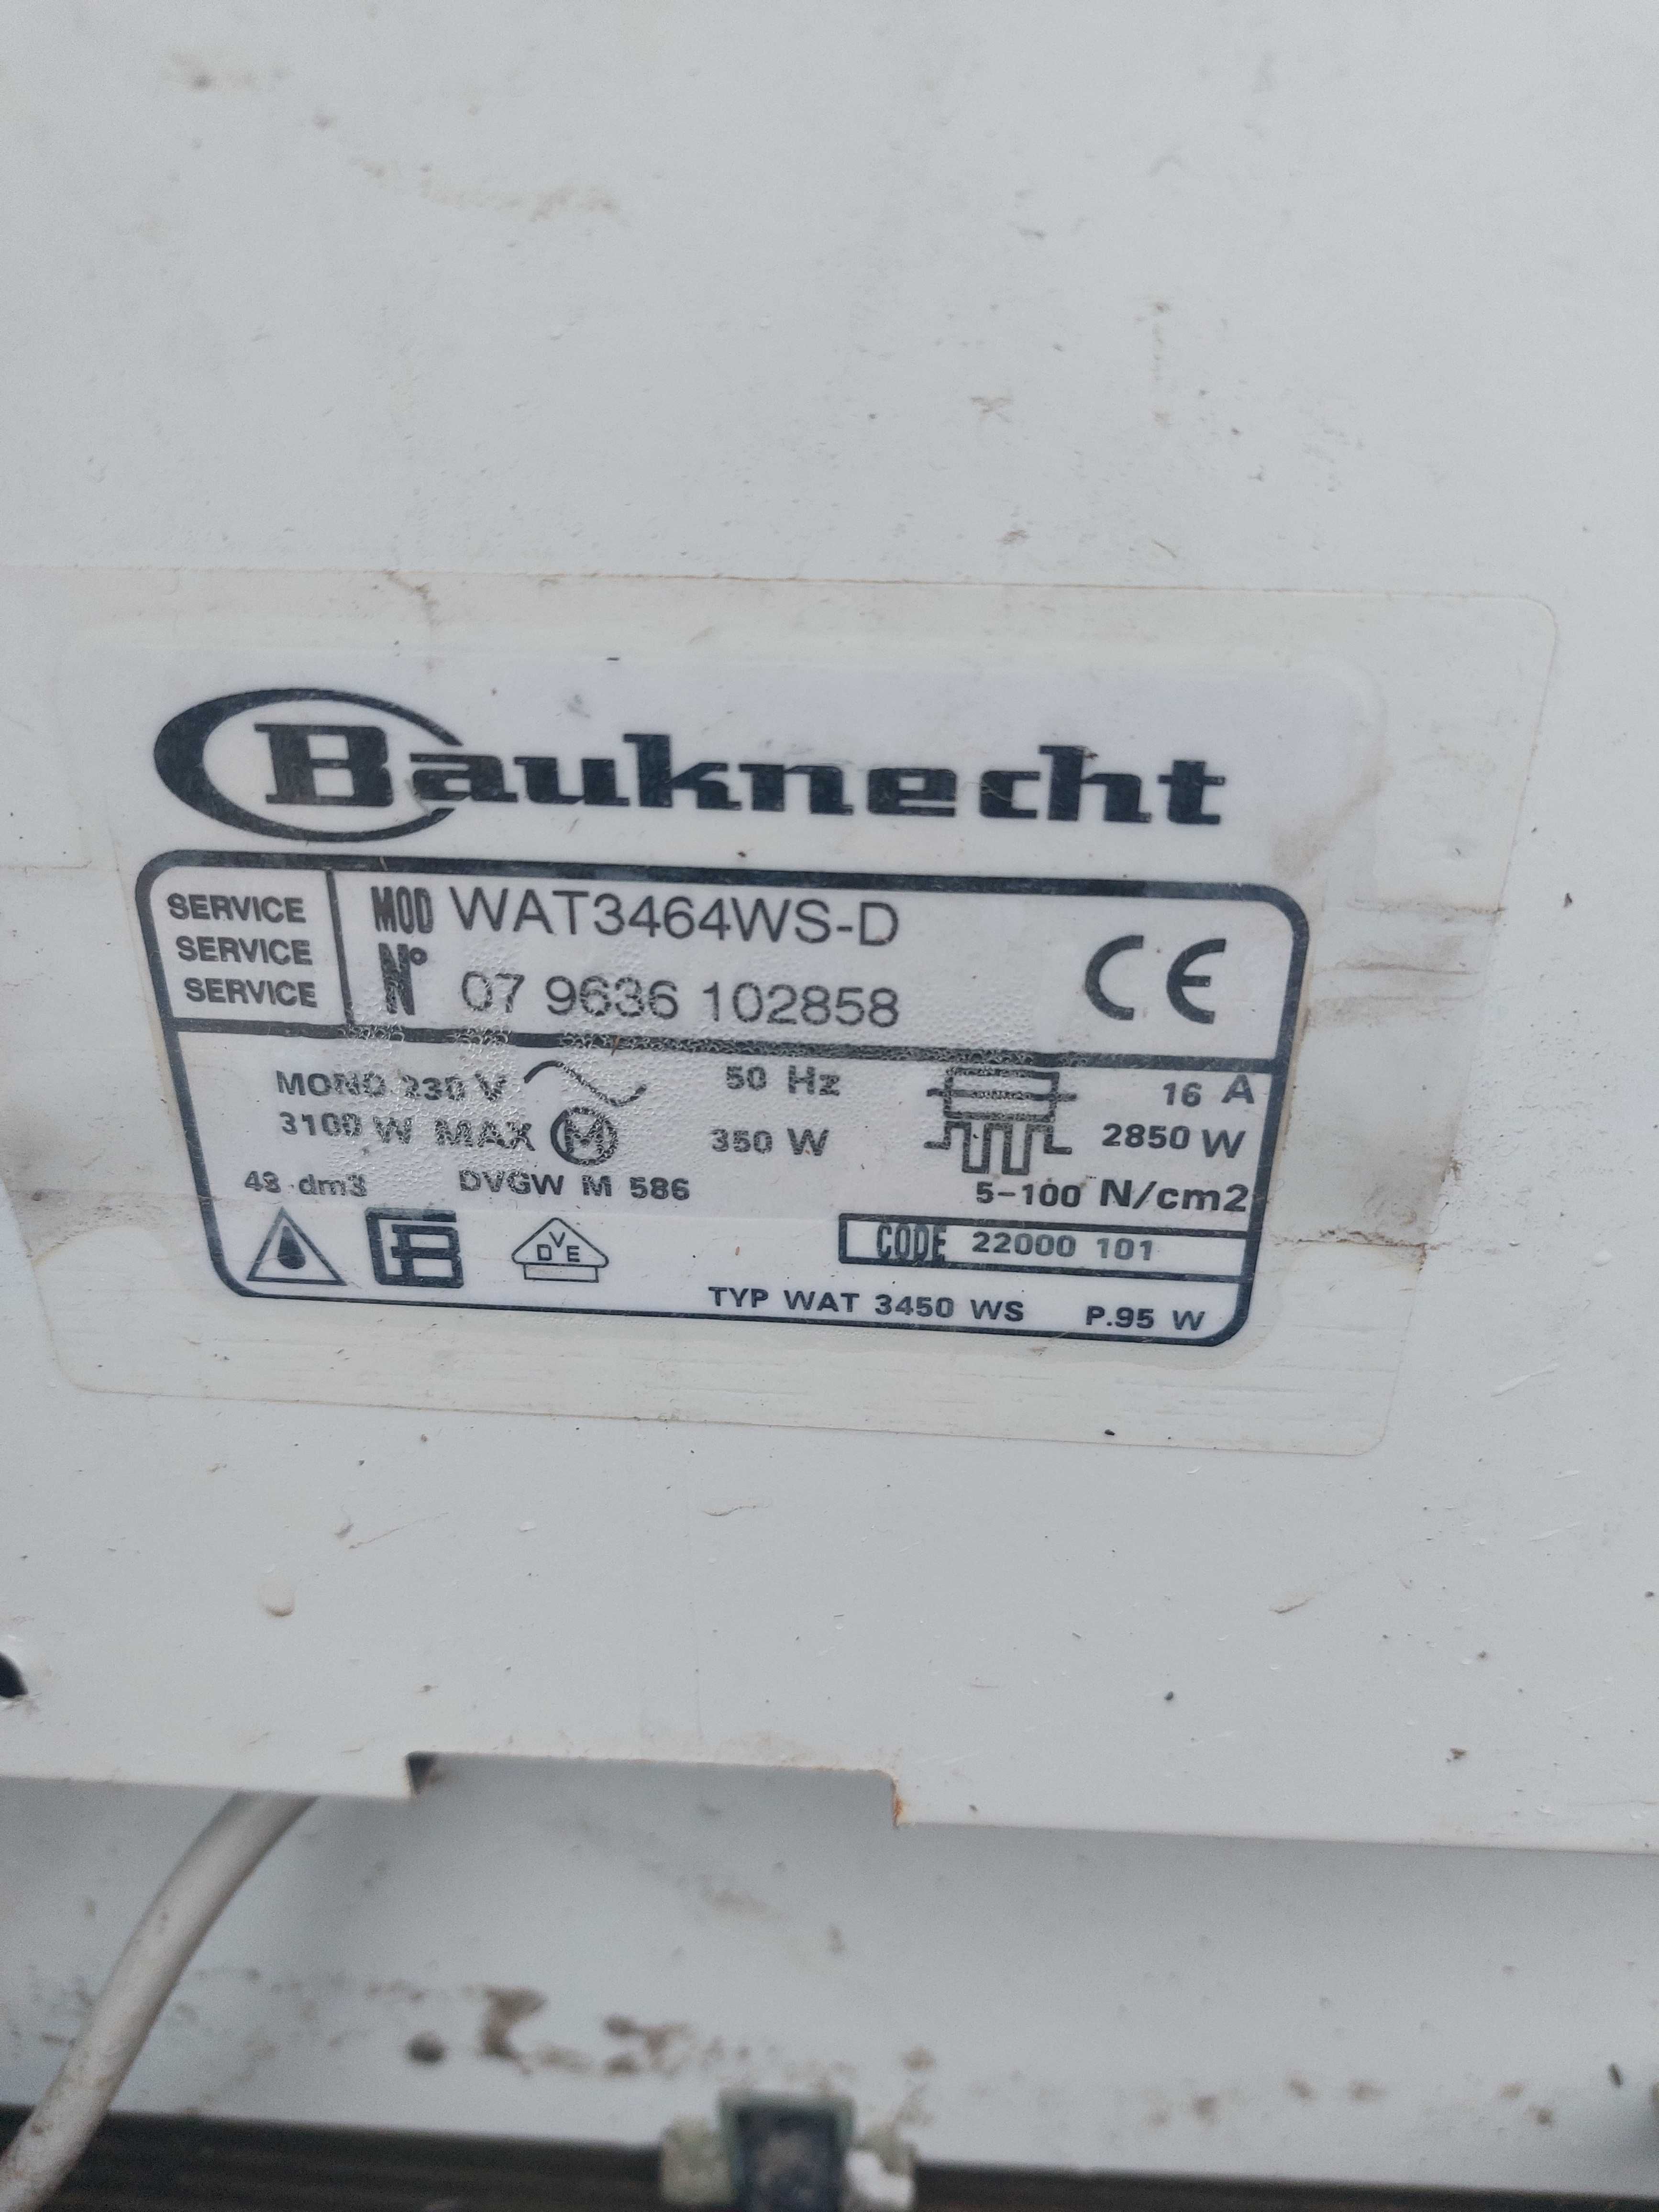 Bauknecht
SERVICE
SERVICE
SERVICE
MOD WAT3464WS-D
N° 07 9636 102858
CE
MONO 230 V 50 Hz 16 A
3100 W MAX M 350 W 2850 W
48 dm3 DVGW M 586 5-100 N/cm2
DVE
CODE 22000 101
TYP WAT 3450 WS P.95 W